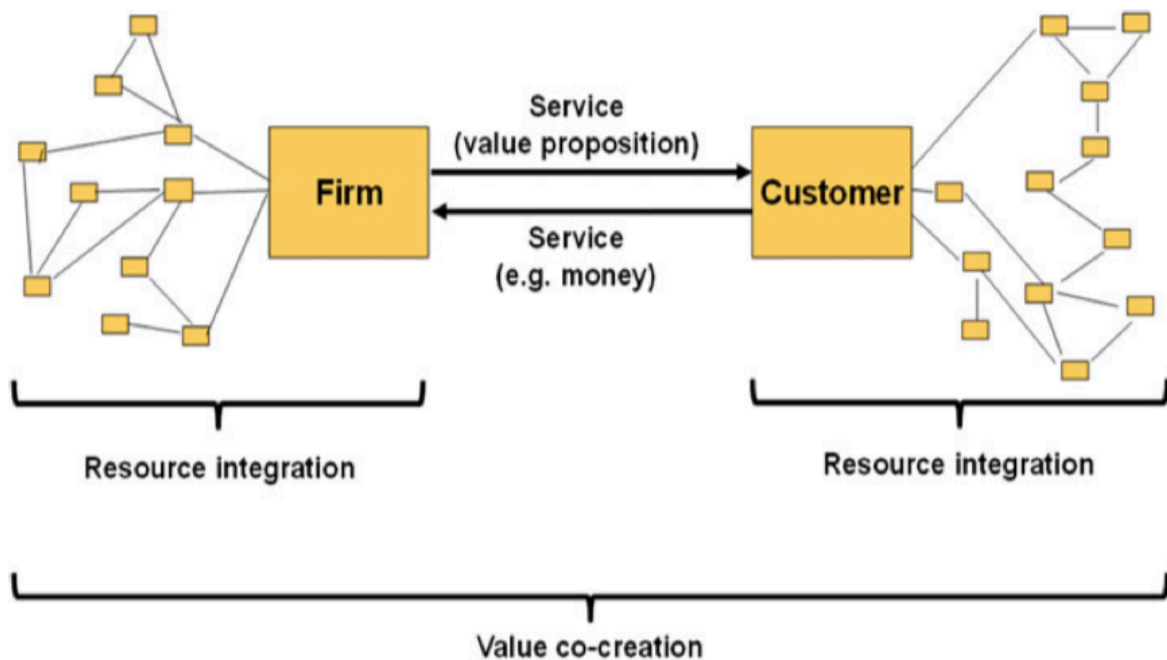 Service
(value proposition)
Firm
Customer
Service
(e.g. money)
Resource integration
Resource integration
Value co-creation